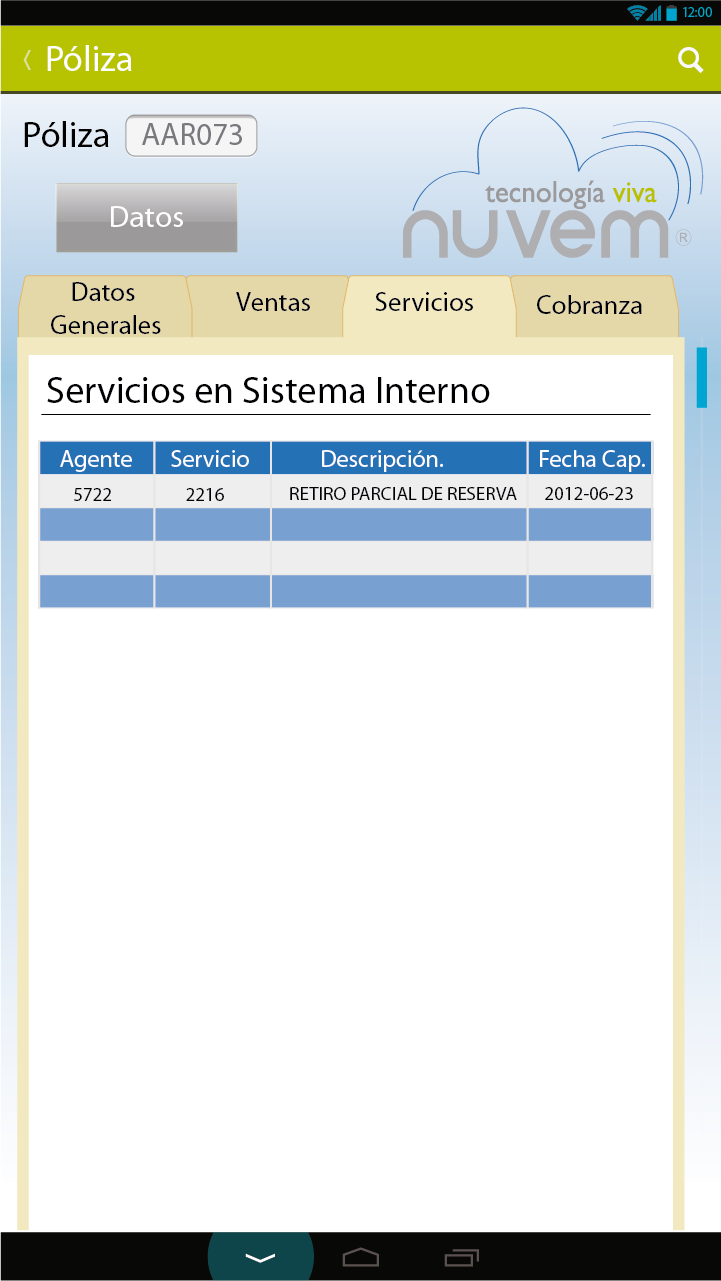 12:00
Póliza
Póliza AAR073
Datos
tecnología viva
nuvem ®
Datos Generales
Ventas
Servicios
Cobranza
Servicios en Sistema Interno
Agente Servicio Descripción. Fecha Cap.
5722 2216 RETIRO PARCIAL DE RESERVA 2012-06-23